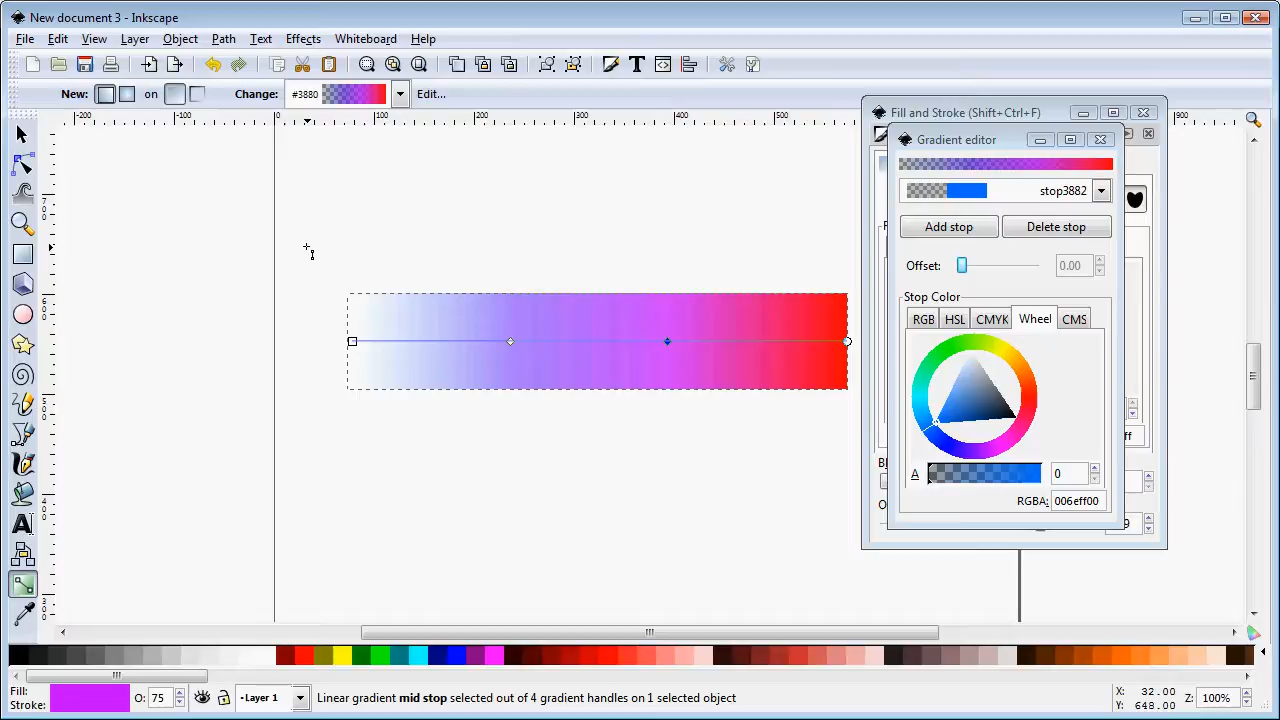 New document 3 - Inkscape
File Edit View Layer Object Path Text Effects Whiteboard Help
New: on Change: #3880 Edit...
-200 -100 0 100 200 300 400 500 900
Fill and Stroke (Shift+Ctrl+F)
Gradient editor
stop3882
Add stop Delete stop
Offset: 0.00
Stop Color
RGB HSL CMYK Wheel CMS
ff
A 0
RGBA: 006eff00
9
Fill:
Stroke:
O: 75
Layer 1
Linear gradient mid stop selected out of 4 gradient handles on 1 selected object
X: 32.00
Y: 648.00
Z: 100%